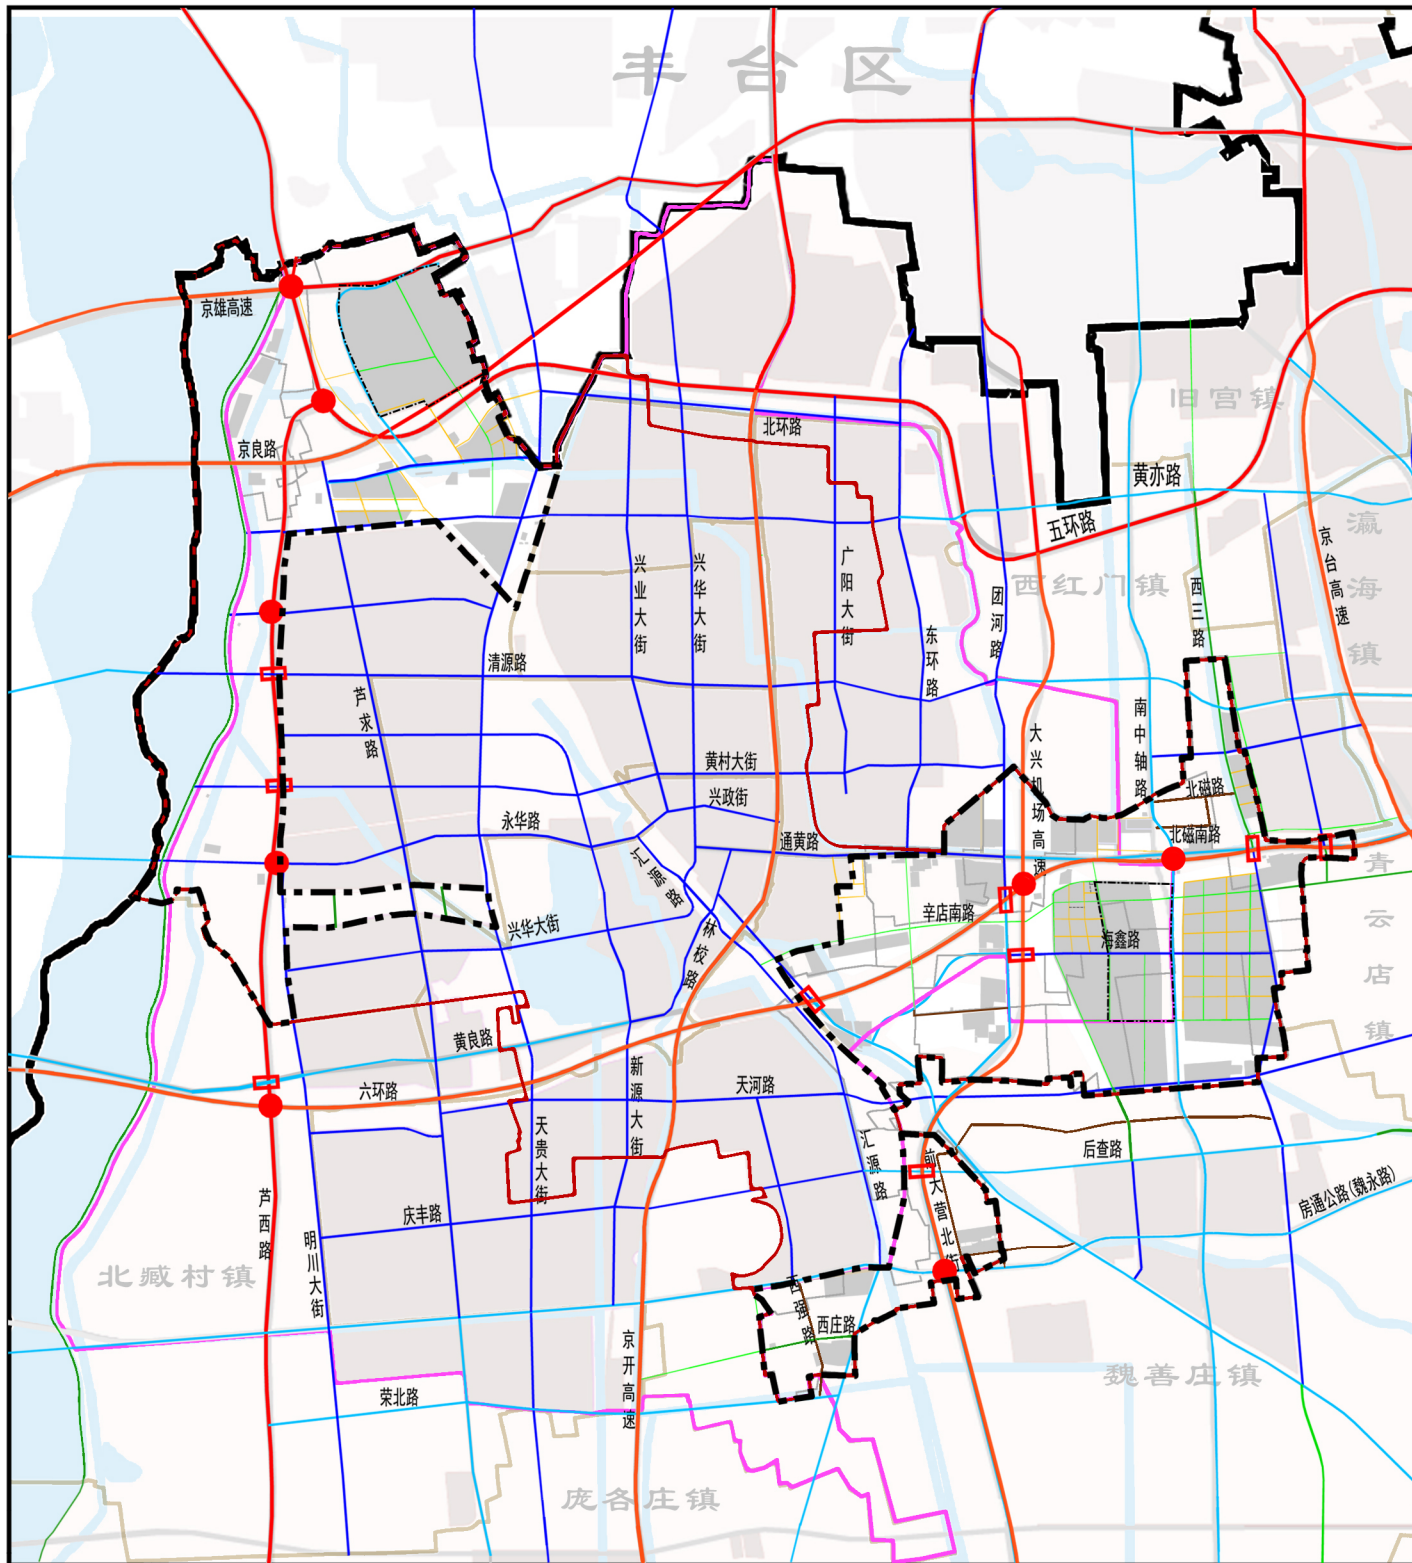 丰台区
京雄高速
旧宫镇
北环路
京良路
黄亦路
五环路
瀛海镇
京台高速
兴业大街
兴华大街
广阳大街
西红门镇
西三路
团河路
东环路
清源路
芦求路
南中轴路
大兴机场高速
黄村大街
北磁路
兴政街
永华路
通黄路
北磁南路
汇源路
青云店镇
辛店南路
兴华大街
林校路
海鑫路
黄良路
六环路
新源大街
天河路
天贵大街
汇源路
后查路
前大营北街
芦西路
庆丰路
房通公路(魏永路)
明川大街
北臧村镇
西强路
西庄路
京开高速
魏善庄镇
荣北路
庞各庄镇